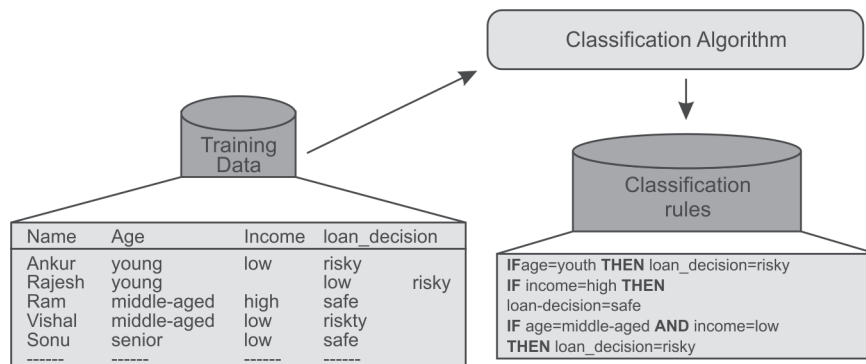 Classification Algorithm
Training
Data
Classification
rules
Name Age Income loan_decision
Ankur young low risky
Rajesh young low risky
Ram middle-aged high safe
Vishal middle-aged low riskty
Sonu senior low safe
------ ------ ------ ------
IFage=youth THEN loan_decision=risky
IF income=high THEN
loan-decision=safe
IF age=middle-aged AND income=low
THEN loan_decision=risky